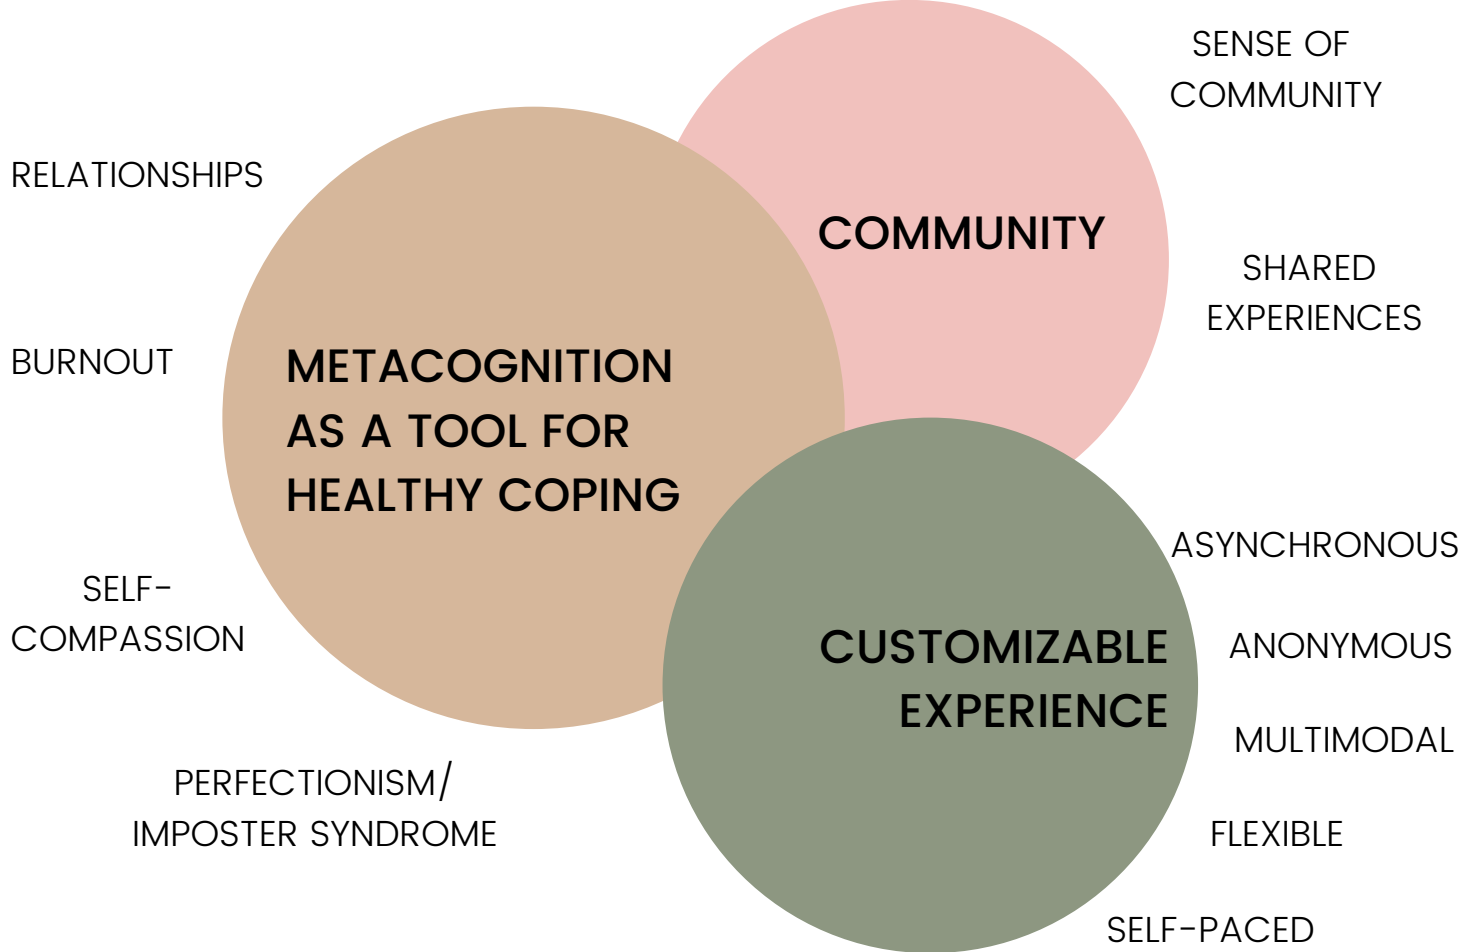 SENSE OF
COMMUNITY
RELATIONSHIPS
COMMUNITY
SHARED
EXPERIENCES
BURNOUT
METACOGNITION
AS A TOOL FOR
HEALTHY COPING
ASYNCHRONOUS
SELF-
COMPASSION
CUSTOMIZABLE
EXPERIENCE
ANONYMOUS
MULTIMODAL
PERFECTIONISM/
IMPOSTER SYNDROME
FLEXIBLE
SELF-PACED